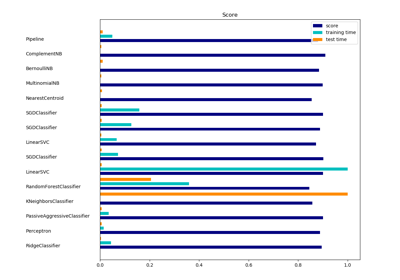 Score
score
training time
test time
Pipeline
ComplementNB
BernoulliNB
MultinomialNB
NearestCentroid
SGDClassifier
SGDClassifier
LinearSVC
SGDClassifier
LinearSVC
RandomForestClassifier
KNeighborsClassifier
PassiveAggressiveClassifier
Perceptron
RidgeClassifier
0.0 0.2 0.4 0.6 0.8 1.0